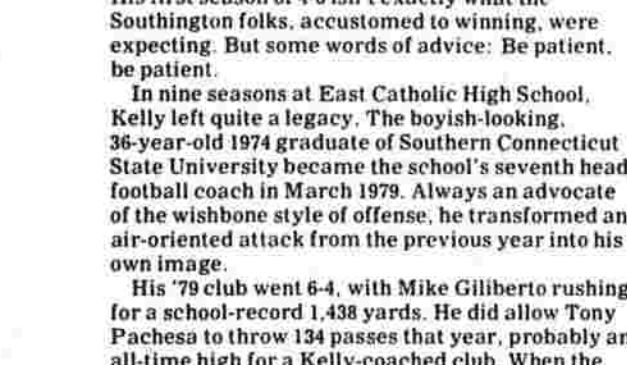 Southington folks, accustomed to winning, were
expecting. But some words of advice: Be patient,
be patient.
In nine seasons at East Catholic High School,
Kelly left quite a legacy. The boyish-looking,
36-year-old 1974 graduate of Southern Connecticut
State University became the school's seventh head
football coach in March 1979. Always an advocate
of the wishbone style of offense, he transformed an
air-oriented attack from the previous year into his
own image.
His '79 club went 6-4, with Mike Giliberto rushing
for a school-record 1,438 yards. He did allow Tony
Pachesa to throw 134 passes that year, probably an
all-time high for a Kelly-coached club. When the